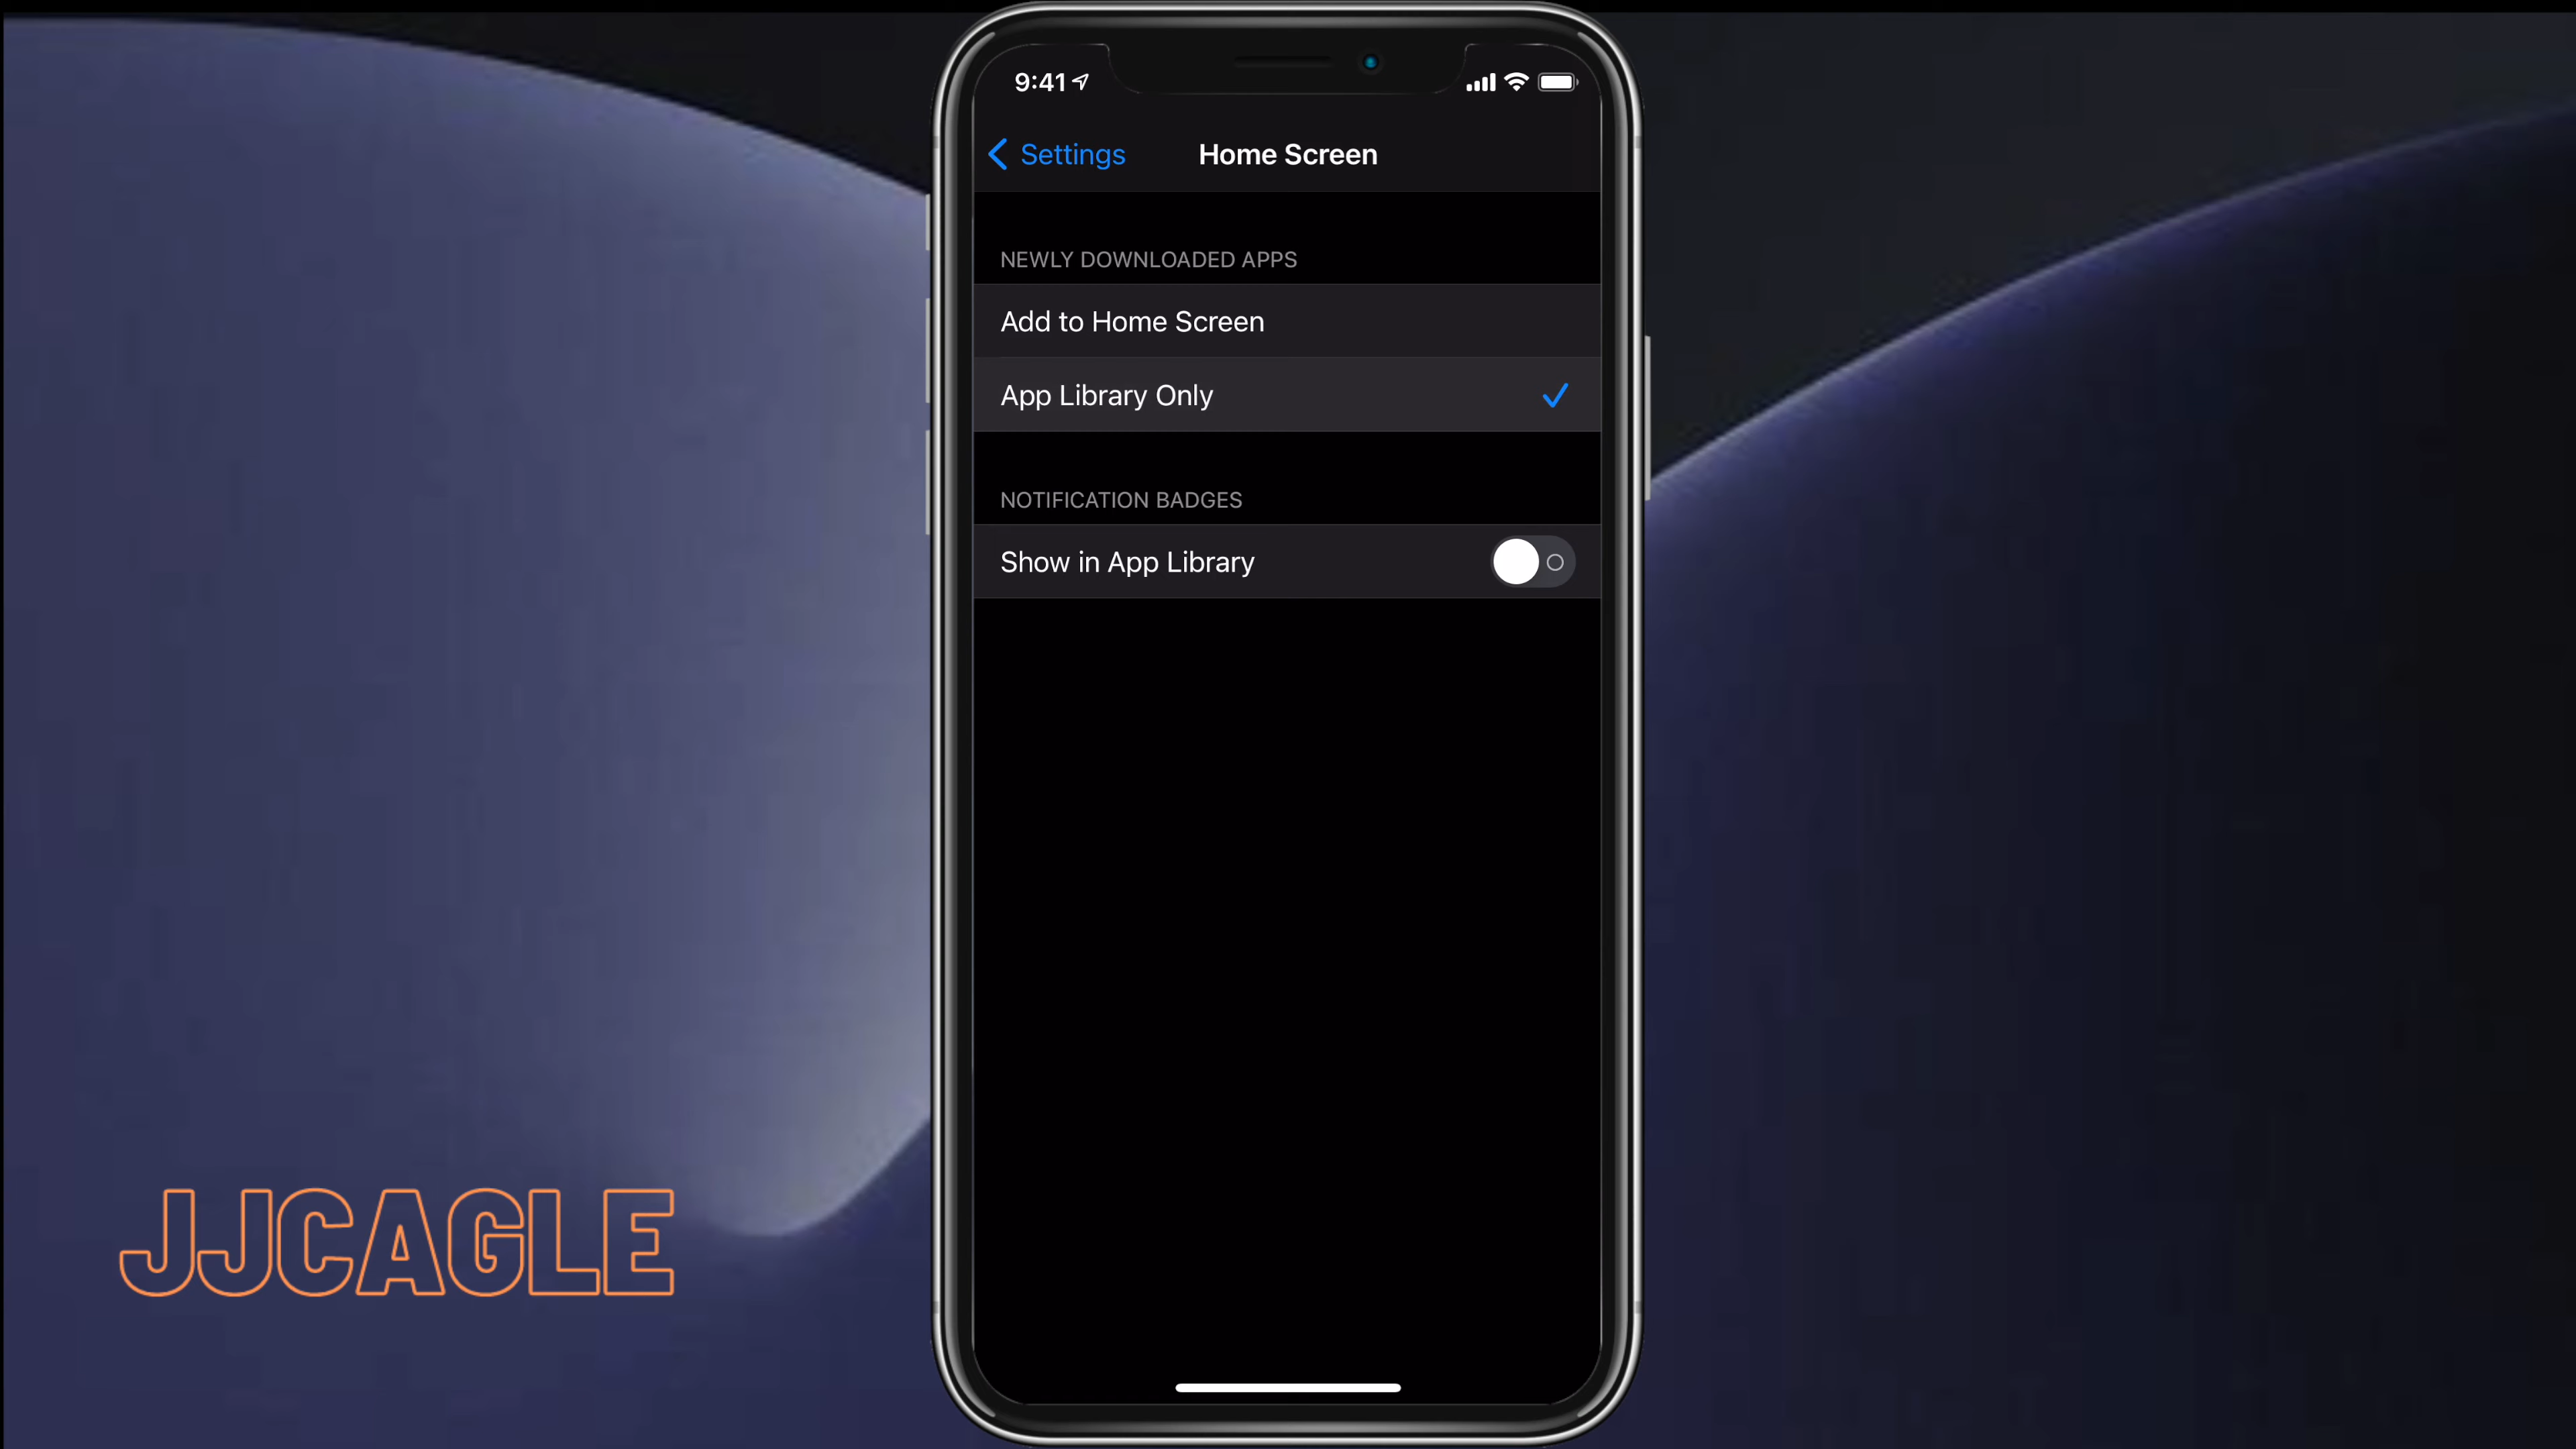 9:41
Settings
Home Screen
NEWLY DOWNLOADED APPS
Add to Home Screen
App Library Only
NOTIFICATION BADGES
Show in App Library
JJCAGLE